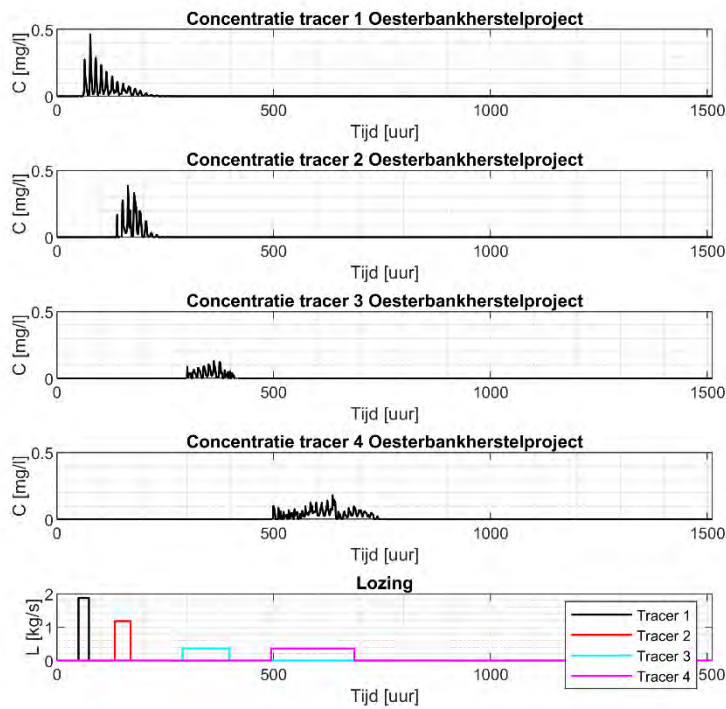 Concentratie tracer 1 Oesterbankherstelproject
0.5
C [mg/l]
0
0 500 1000 1500
Tijd [uur]
Concentratie tracer 2 Oesterbankherstelproject
0.5
C [mg/l]
0
0 500 1000 1500
Tijd [uur]
Concentratie tracer 3 Oesterbankherstelproject
0.5
C [mg/l]
0
0 500 1000 1500
Tijd [uur]
Concentratie tracer 4 Oesterbankherstelproject
0.5
C [mg/l]
0
0 500 1000 1500
Tijd [uur]
Lozing
2
1
L [kg/s]
0
Tracer 1
Tracer 2
Tracer 3
Tracer 4
0 500 1000 1500
Tijd [uur]